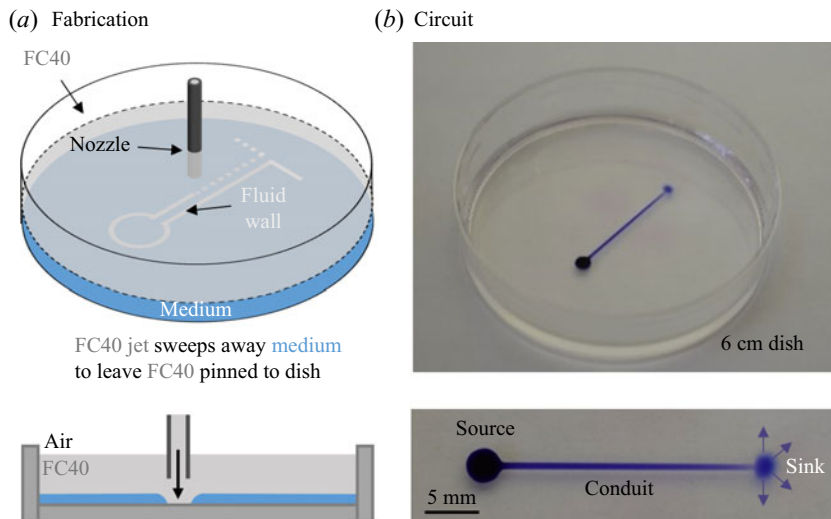 (a) Fabrication
FC40
Nozzle
Fluid
wall
Medium
FC40 jet sweeps away medium
to leave FC40 pinned to dish
Air
FC40
(b) Circuit
6 cm dish
Source
Sink
Conduit
5 mm